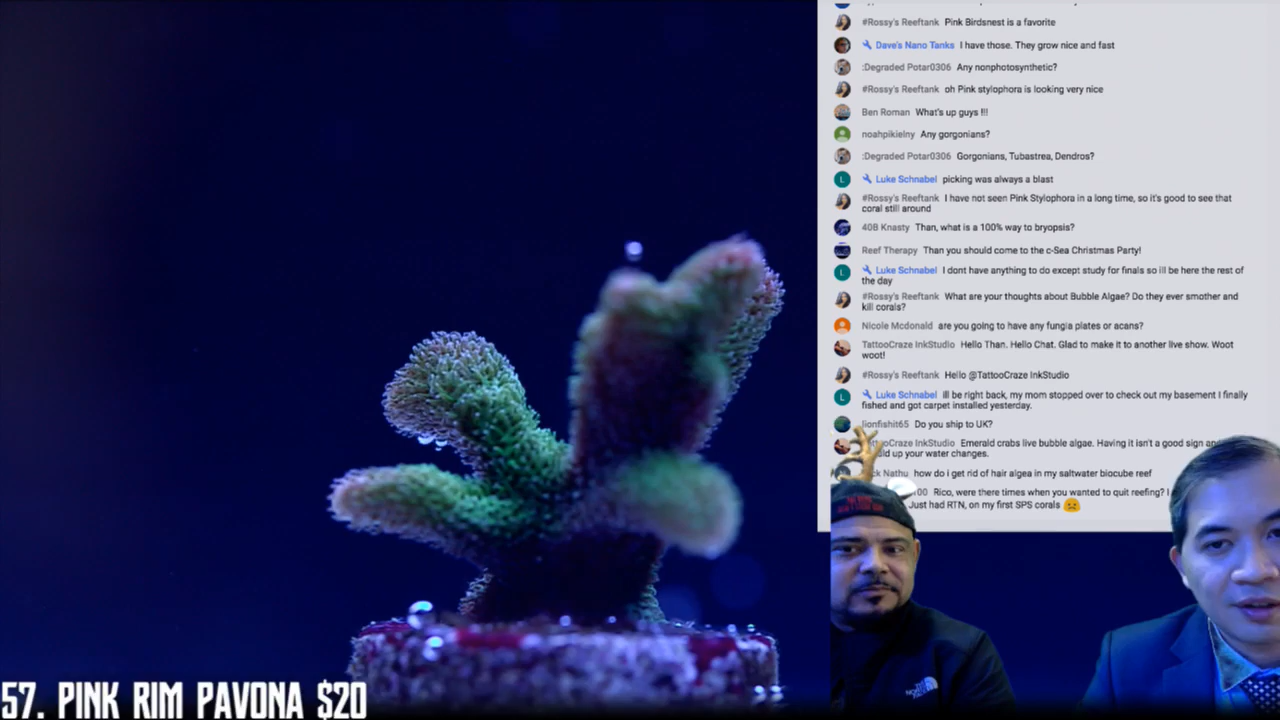 #Rossy's Reeftank Pink Birdsnest is a favorite
Dave's Nano Tanks I have those. They grow nice and fast
:Degraded Potar0306 Any nonphotosynthetic?
#Rossy's Reeftank oh Pink stylophora is looking very nice
Ben Roman What's up guys !!!
noahpikielny Any gorgonians?
:Degraded Potar0306 Gorgonians, Tubastrea, Dendros?
L Luke Schnabel picking was always a blast
#Rossy's Reeftank I have not seen Pink Stylophora in a long time, so it's good to see that
coral still around
40B Knasty Than, what is a 100% way to bryopsis?
Reef Therapy Than you should come to the c-Sea Christmas Party!
L Luke Schnabel I dont have anything to do except study for finals so ill be here the rest of
the day
#Rossy's Reeftank What are your thoughts about Bubble Algae? Do they ever smother and
kill corals?
Nicole Mcdonald are you going to have any fungia plates or acans?
TattooCraze InkStudio Hello Than. Hello Chat. Glad to make it to another live show. Woot
woot!
#Rossy's Reeftank Hello @TattooCraze InkStudio
L Luke Schnabel ill be right back, my mom stopped over to check out my basement I finally
fished and got carpet installed yesterday.
lionfishit65 Do you ship to UK?
InkStudio Emerald crabs live bubble algae. Having it isn't a good sign
up your water changes.
Nathu how do i get rid of hair algea in my saltwater biocube reef
Rico, were there times when you wanted to quit reefing? I
Just had RTN, on my first SPS corals
57. PINK RIM PAVONA $20